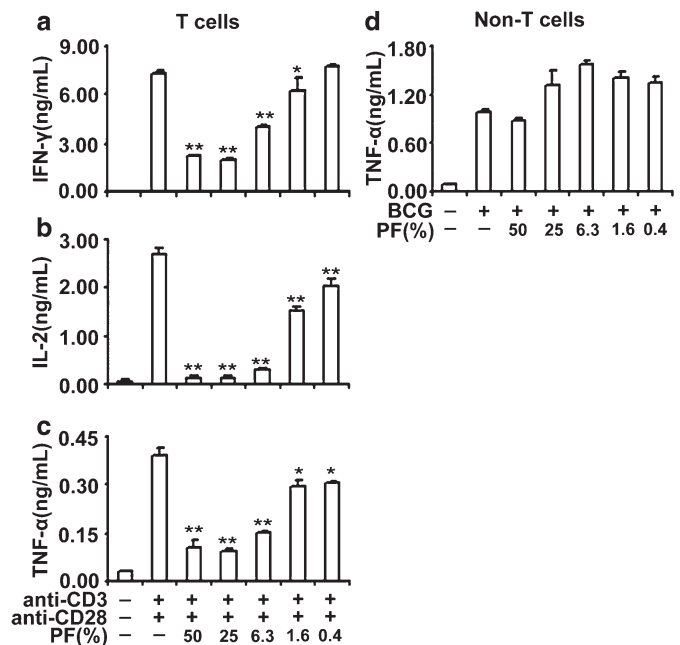 a T cells
9.00
6.00
3.00
0.00
IFN-γ(ng/mL)
** ** ** *
b
3.00
2.00
1.00
0.00
IL-2(ng/mL)
** ** ** ** **
c
0.45
0.30
0.15
0.00
TNF-α(ng/mL)
** ** ** * *
anti-CD3 – + + + + + +
anti-CD28 – + + + + + +
PF(%) – – 50 25 6.3 1.6 0.4
d Non-T cells
1.80
1.20
0.60
0.00
TNF-α(ng/mL)
BCG – + + + + + +
PF(%) – – 50 25 6.3 1.6 0.4